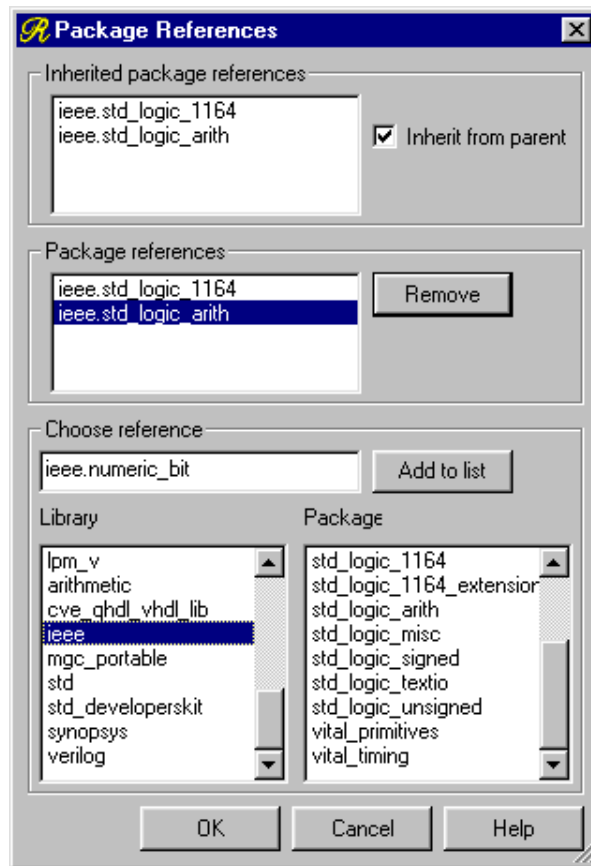 R Package References
Inherited package references
ieee.std_logic_1164
ieee.std_logic_arith
Inherit from parent
Package references
ieee.std_logic_1164
ieee.std_logic_arith
Remove
Choose reference
ieee.numeric_bit
Add to list
Library
lpm_v
arithmetic
cve_qhdl_vhdl_lib
ieee
mgc_portable
std
std_developerskit
synopsys
verilog
Package
std_logic_1164
std_logic_1164_extension
std_logic_arith
std_logic_misc
std_logic_signed
std_logic_textio
std_logic_unsigned
vital_primitives
vital_timing
OK
Cancel
Help